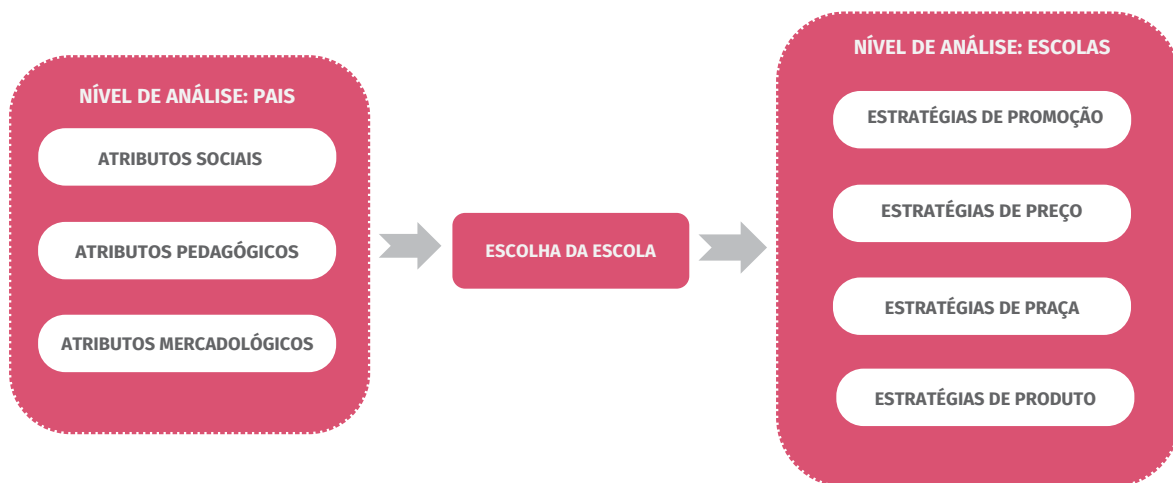 NÍVEL DE ANÁLISE: PAIS
ATRIBUTOS SOCIAIS
ATRIBUTOS PEDAGÓGICOS
ATRIBUTOS MERCADOLÓGICOS
ESCOLHA DA ESCOLA
NÍVEL DE ANÁLISE: ESCOLAS
ESTRATÉGIAS DE PROMOÇÃO
ESTRATÉGIAS DE PREÇO
ESTRATÉGIAS DE PRAÇA
ESTRATÉGIAS DE PRODUTO